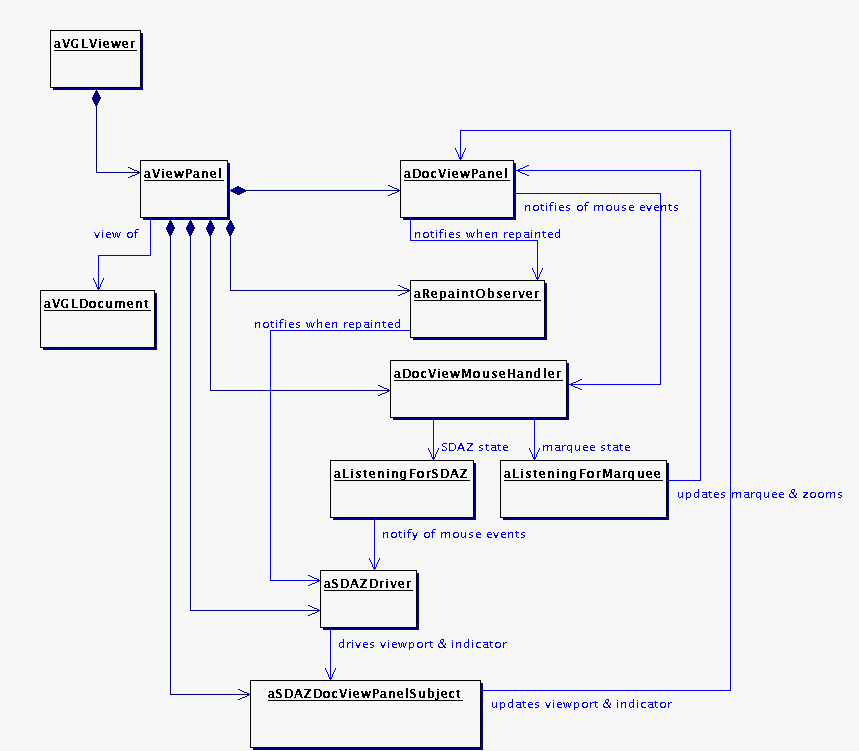 aVGLViewer
aViewPanel
aDocViewPanel
notifies of mouse events
view of
notifies when repainted
aVGLDocument
aRepaintObserver
notifies when repainted
aDocViewMouseHandler
SDAZ state
marquee state
aListeningForSDAZ
aListeningForMarquee
updates marquee & zooms
notify of mouse events
aSDAZDriver
drives viewport & indicator
aSDAZDocViewPanelSubject
updates viewport & indicator